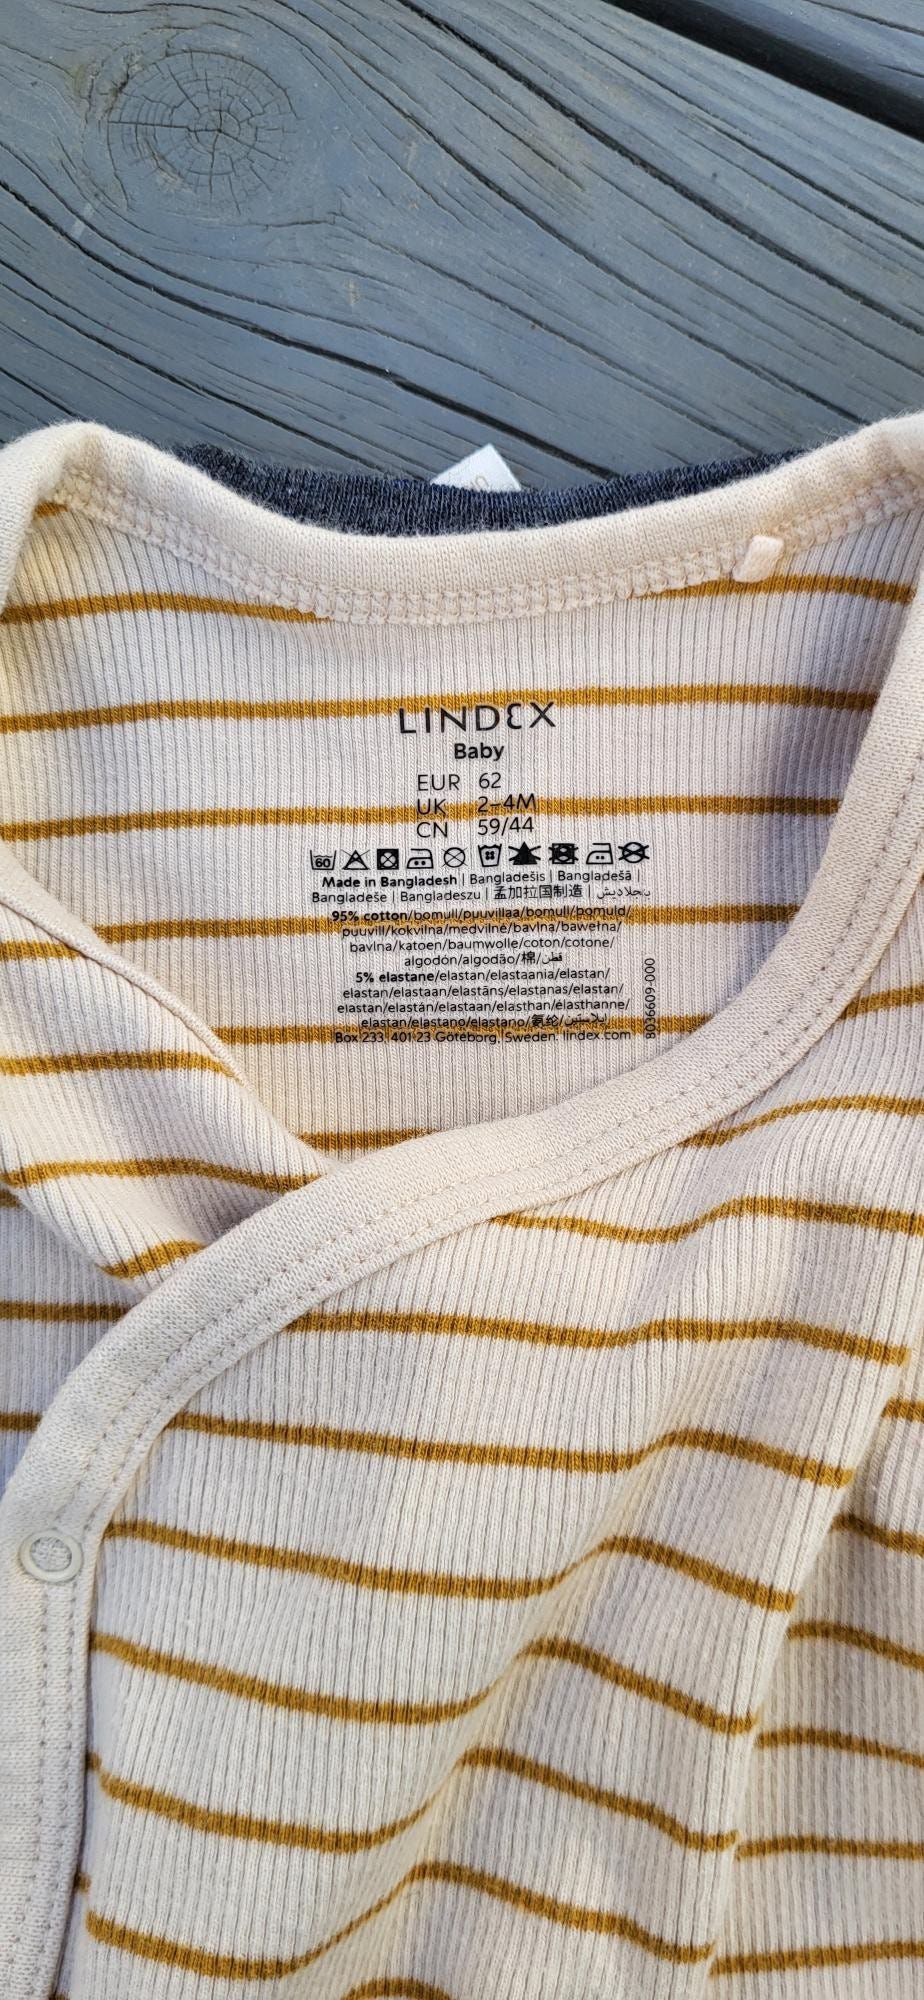 LINDEX
Baby
EUR 62
UK 2-4M
CN 59/44
60
Made in Bangladesh | Bangladešis | Bangladešā |
Bangladeše | Bangladeszu | 孟加拉国制造 |
95% cotton/bomull/puuvillaa/bomull/bomuld/
puuvill/kokvilna/medvilnė/bavlna/bawełna/
bavlna/katoen/baumwolle/coton/cotone/
algodón/algodão/棉/قطن
5% elastane/elastan/elastaania/elastan/
elastan/elastaan/elastāns/elastanas/elastan/
elastan/elastán/elastaan/elasthan/élasthanne/
elastan/elastano/elastano/氨纶/
Box 233, 401 23 Göteborg, Sweden. lindex.com
8036609-000